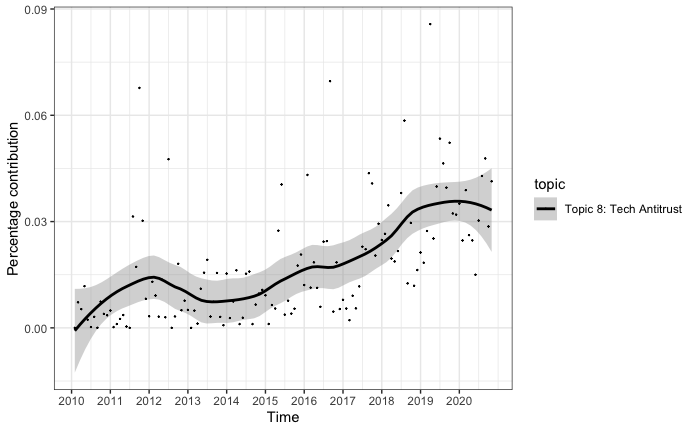 0.09
0.06
0.03
0.00
Percentage contribution
2010 2011 2012 2013 2014 2015 2016 2017 2018 2019 2020
Time
topic
Topic 8: Tech Antitrust